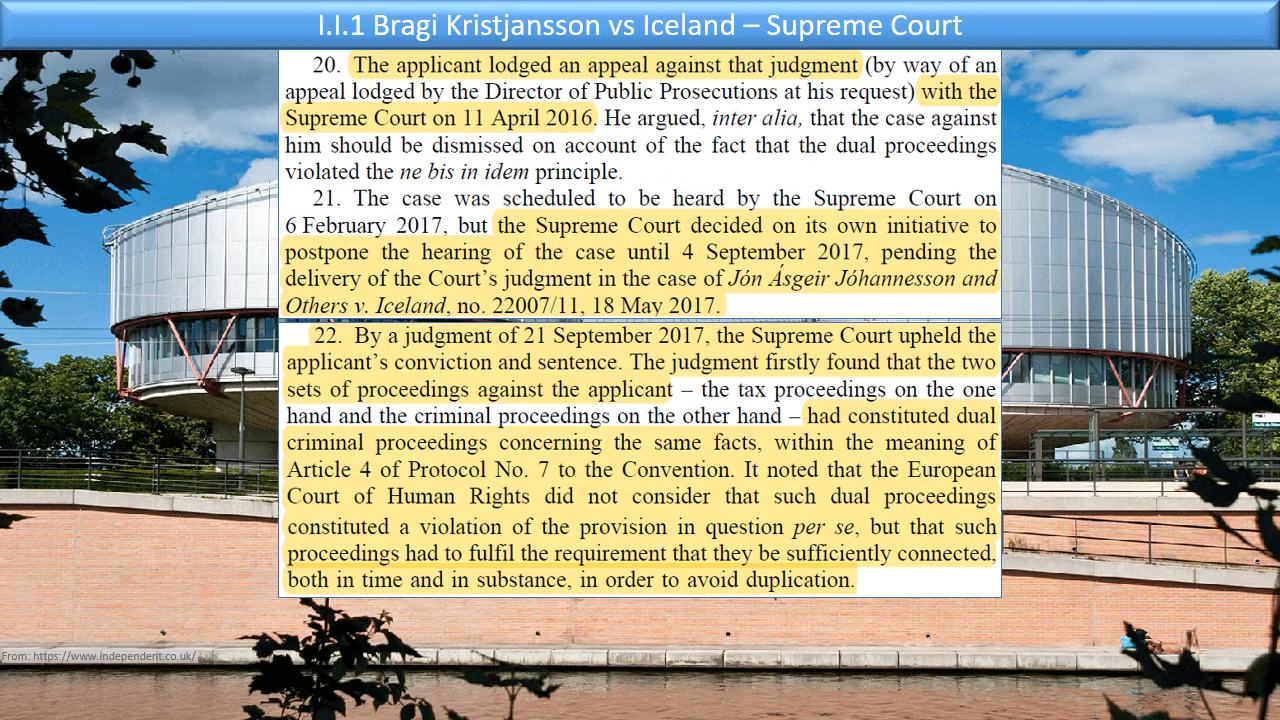 I.I.1 Bragi Kristjansson vs Iceland – Supreme Court
20. The applicant lodged an appeal against that judgment (by way of an
appeal lodged by the Director of Public Prosecutions at his request) with the
Supreme Court on 11 April 2016. He argued, inter alia, that the case against
him should be dismissed on account of the fact that the dual proceedings
violated the ne bis in idem principle.
21. The case was scheduled to be heard by the Supreme Court on
6 February 2017, but the Supreme Court decided on its own initiative to
postpone the hearing of the case until 4 September 2017, pending the
delivery of the Court’s judgment in the case of Jón Ásgeir Jóhannesson and
Others v. Iceland, no. 22007/11, 18 May 2017.
22. By a judgment of 21 September 2017, the Supreme Court upheld the
applicant’s conviction and sentence. The judgment firstly found that the two
sets of proceedings against the applicant – the tax proceedings on the one
hand and the criminal proceedings on the other hand – had constituted dual
criminal proceedings concerning the same facts, within the meaning of
Article 4 of Protocol No. 7 to the Convention. It noted that the European
Court of Human Rights did not consider that such dual proceedings
constituted a violation of the provision in question per se, but that such
proceedings had to fulfil the requirement that they be sufficiently connected,
both in time and in substance, in order to avoid duplication.
From: https://www.independent.co.uk/